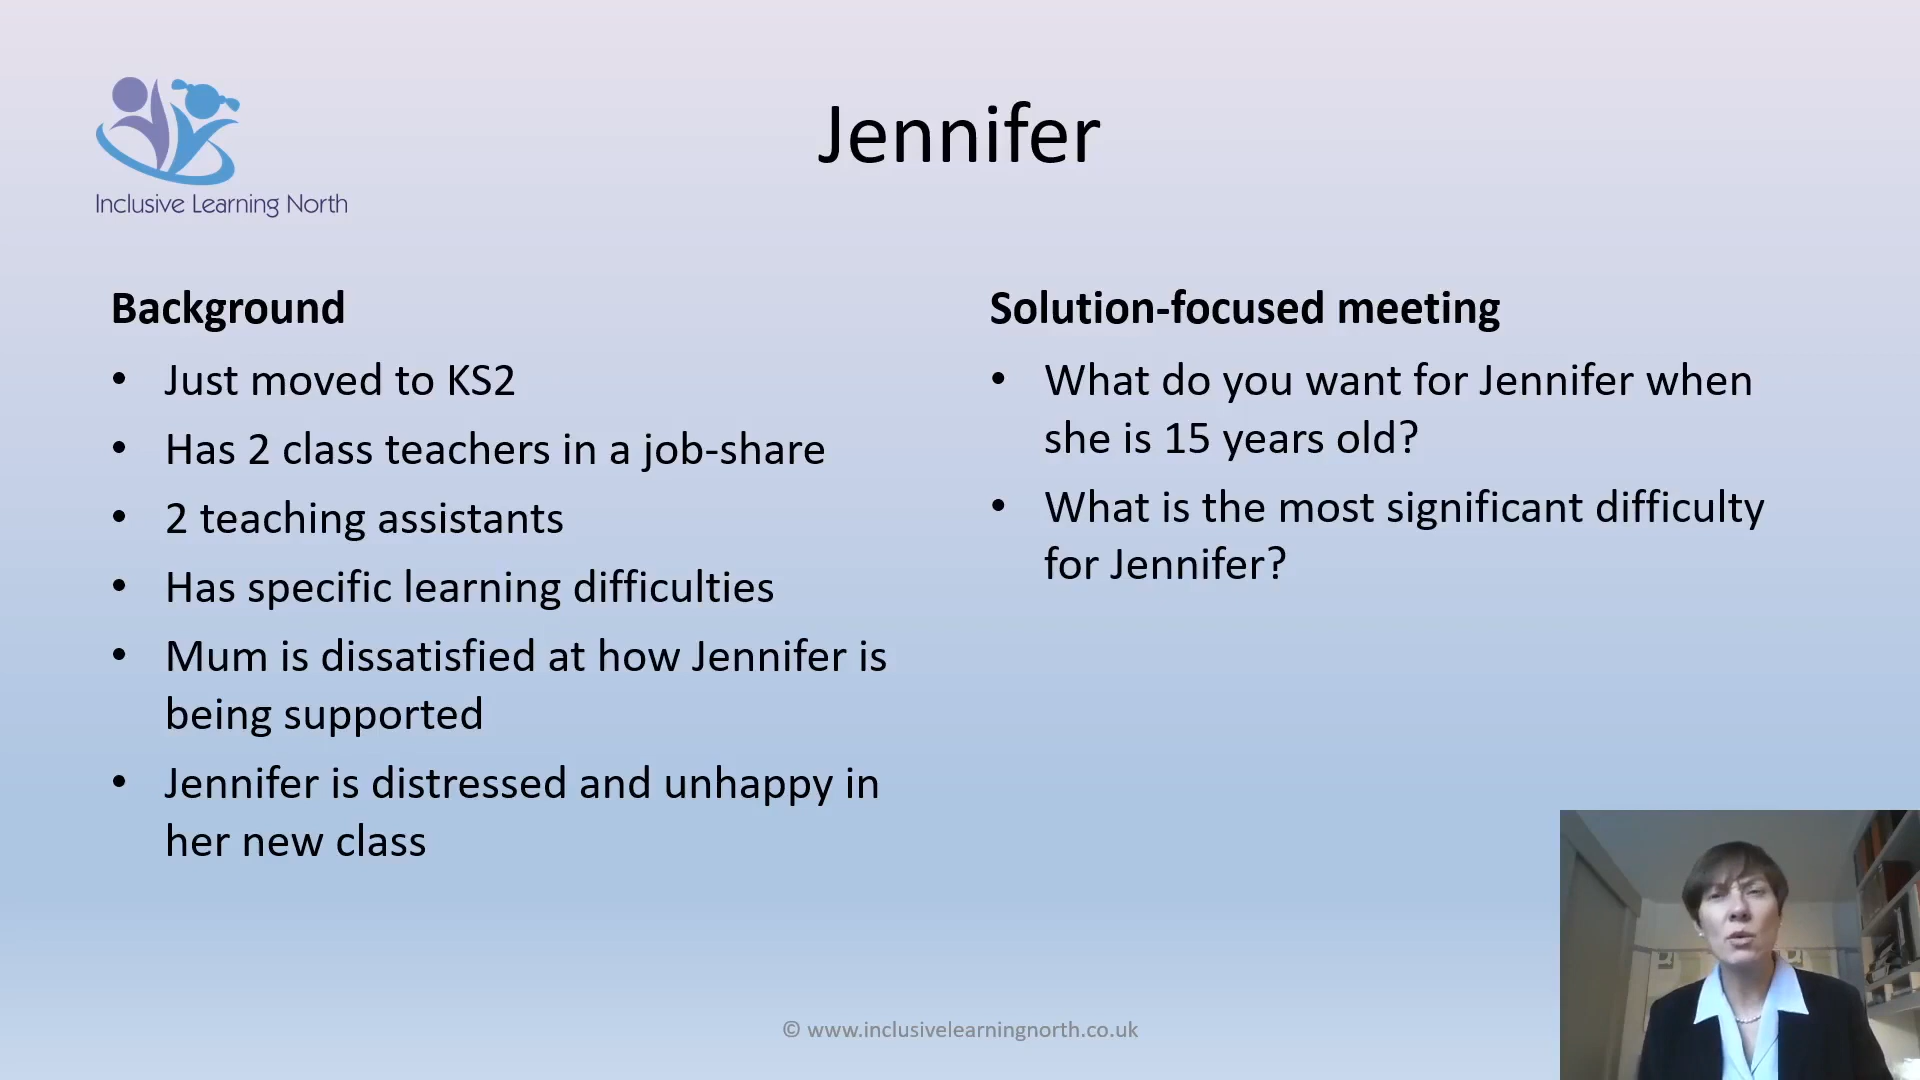 Jennifer
Inclusive Learning North
Background
• Just moved to KS2
• Has 2 class teachers in a job-share
• 2 teaching assistants
• Has specific learning difficulties
• Mum is dissatisfied at how Jennifer is
being supported
• Jennifer is distressed and unhappy in
her new class
Solution-focused meeting
• What do you want for Jennifer when
she is 15 years old?
• What is the most significant difficulty
for Jennifer?
© www.inclusivelearningnorth.co.uk